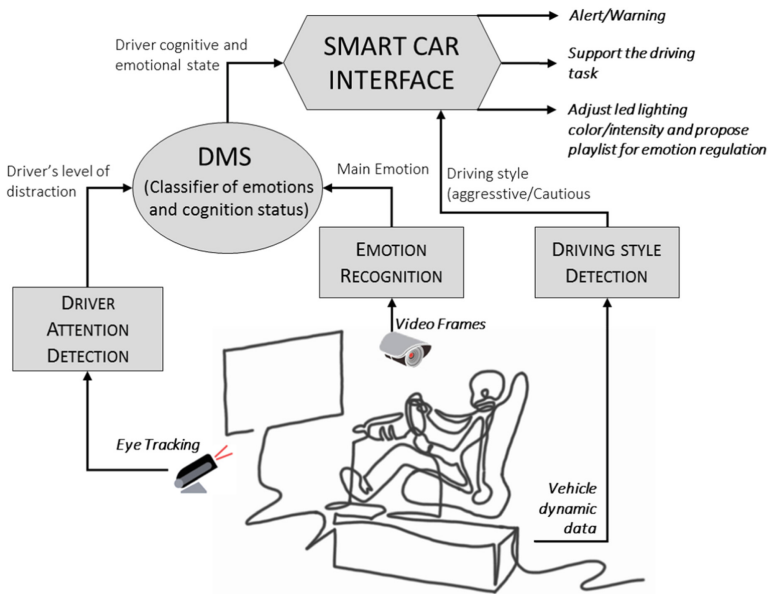 Alert/Warning
Driver cognitive and
emotional state
SMART CAR
INTERFACE
Support the driving
task
Adjust led lighting
color/intensity and propose
playlist for emotion regulation
DMS
(Classifier of emotions
and cognition status)
Driver's level of
distraction
Main Emotion
Driving style
(aggresstive/Cautious
EMOTION
RECOGNITION
DRIVING STYLE
DETECTION
DRIVER
ATTENTION
DETECTION
Video Frames
Eye Tracking
Vehicle
dynamic
data